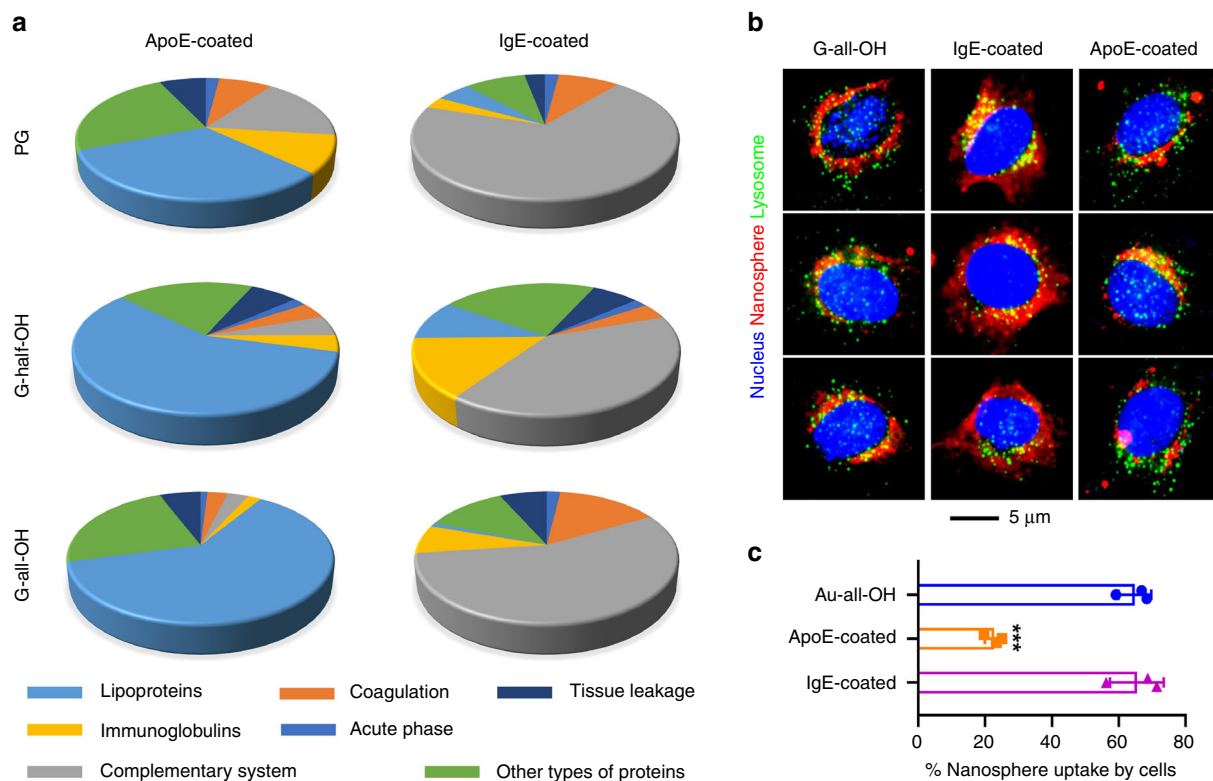 a
ApoE-coated
IgE-coated
PG
G-half-OH
G-all-OH
Lipoproteins
Coagulation
Tissue leakage
Immunoglobulins
Acute phase
Complementary system
Other types of proteins
b
G-all-OH
IgE-coated
ApoE-coated
Nucleus Nanosphere Lysosome
5 μm
c
Au-all-OH
ApoE-coated
***
IgE-coated
0 20 40 60 80
% Nanosphere uptake by cells